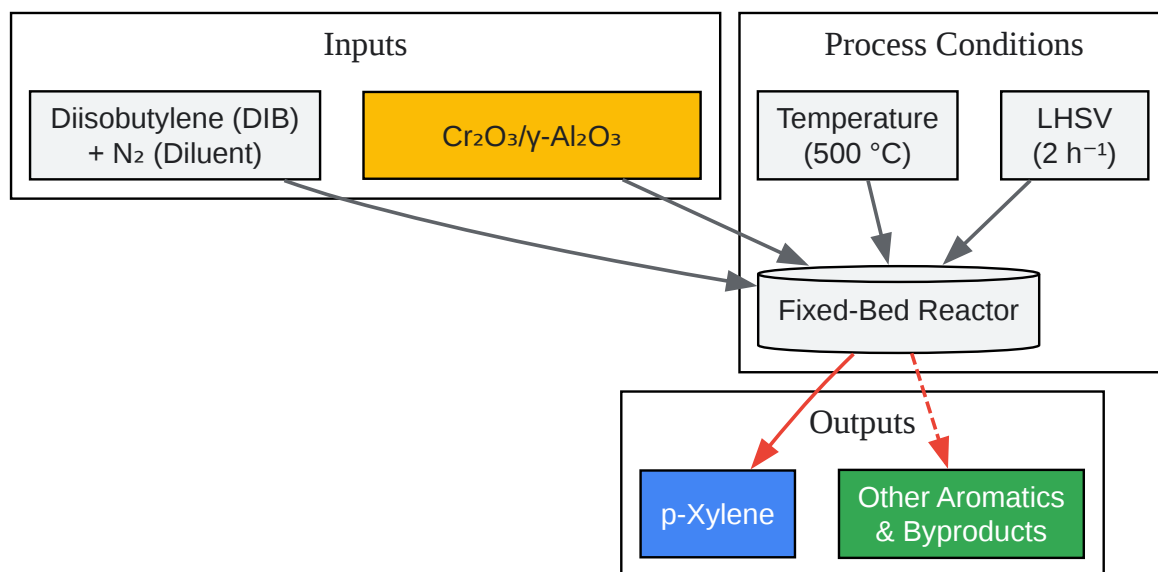 Inputs
Process Conditions
Diisobutylene (DIB)
+ N₂ (Diluent)
Cr₂O₃/γ-Al₂O₃
Temperature
(500 °C)
LHSV
(2 h⁻¹)
Fixed-Bed Reactor
Outputs
p-Xylene
Other Aromatics
& Byproducts